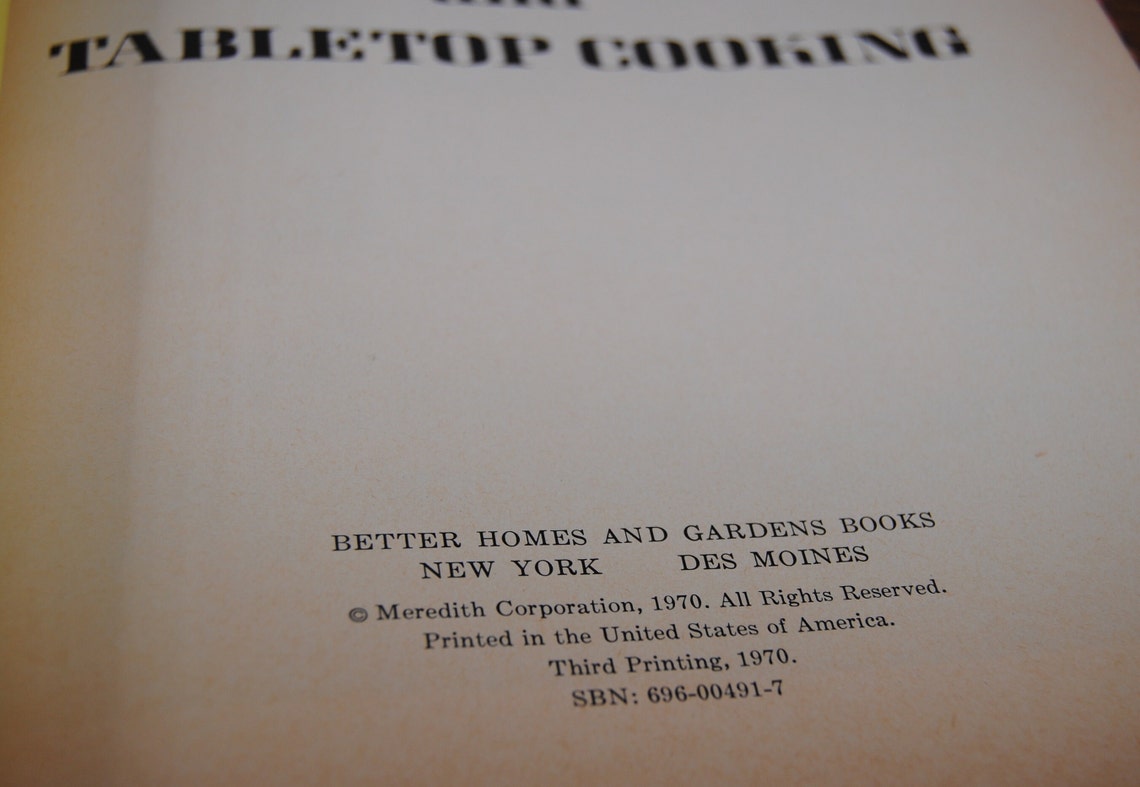 TABLETOP COOKING
BETTER HOMES AND GARDENS BOOKS
NEW YORK DES MOINES
© Meredith Corporation, 1970. All Rights Reserved.
Printed in the United States of America.
Third Printing, 1970.
SBN: 696-00491-7